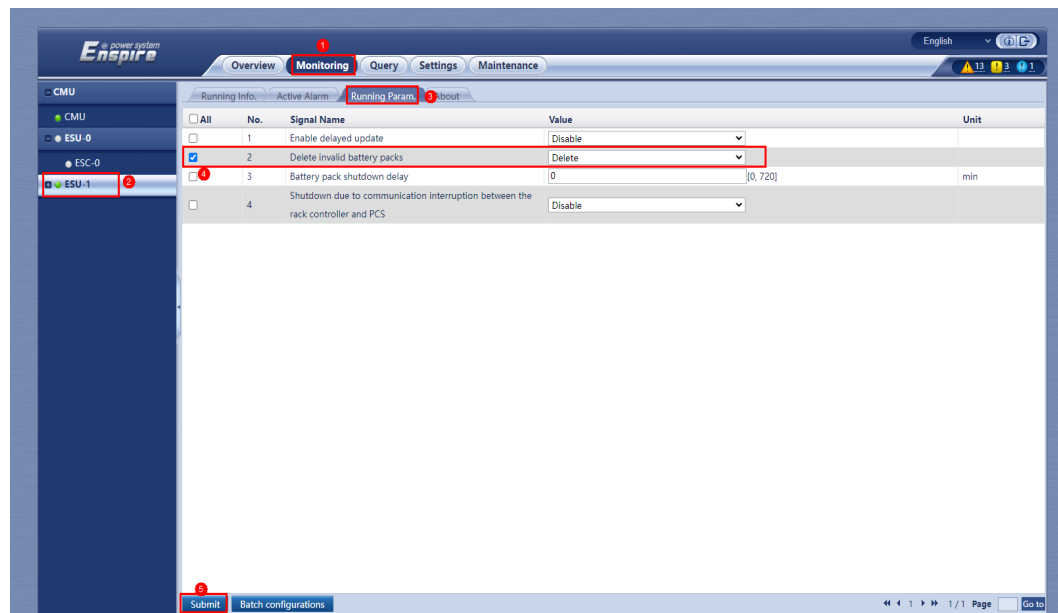 @ power system
Enspire
English
1
Overview Monitoring Query Settings Maintenance
13 3 1
CMU
CMU
ESU-0
ESC-0
ESU-1 2
Running Info. Active Alarm Running Param. 3 About
All No. Signal Name Value Unit
1 Enable delayed update Disable
2 Delete invalid battery packs Delete
4 3 Battery pack shutdown delay 0 [0, 720] min
Shutdown due to communication interruption between the
4 rack controller and PCS Disable
5
Submit Batch configurations 1 1 / 1 Page Go to